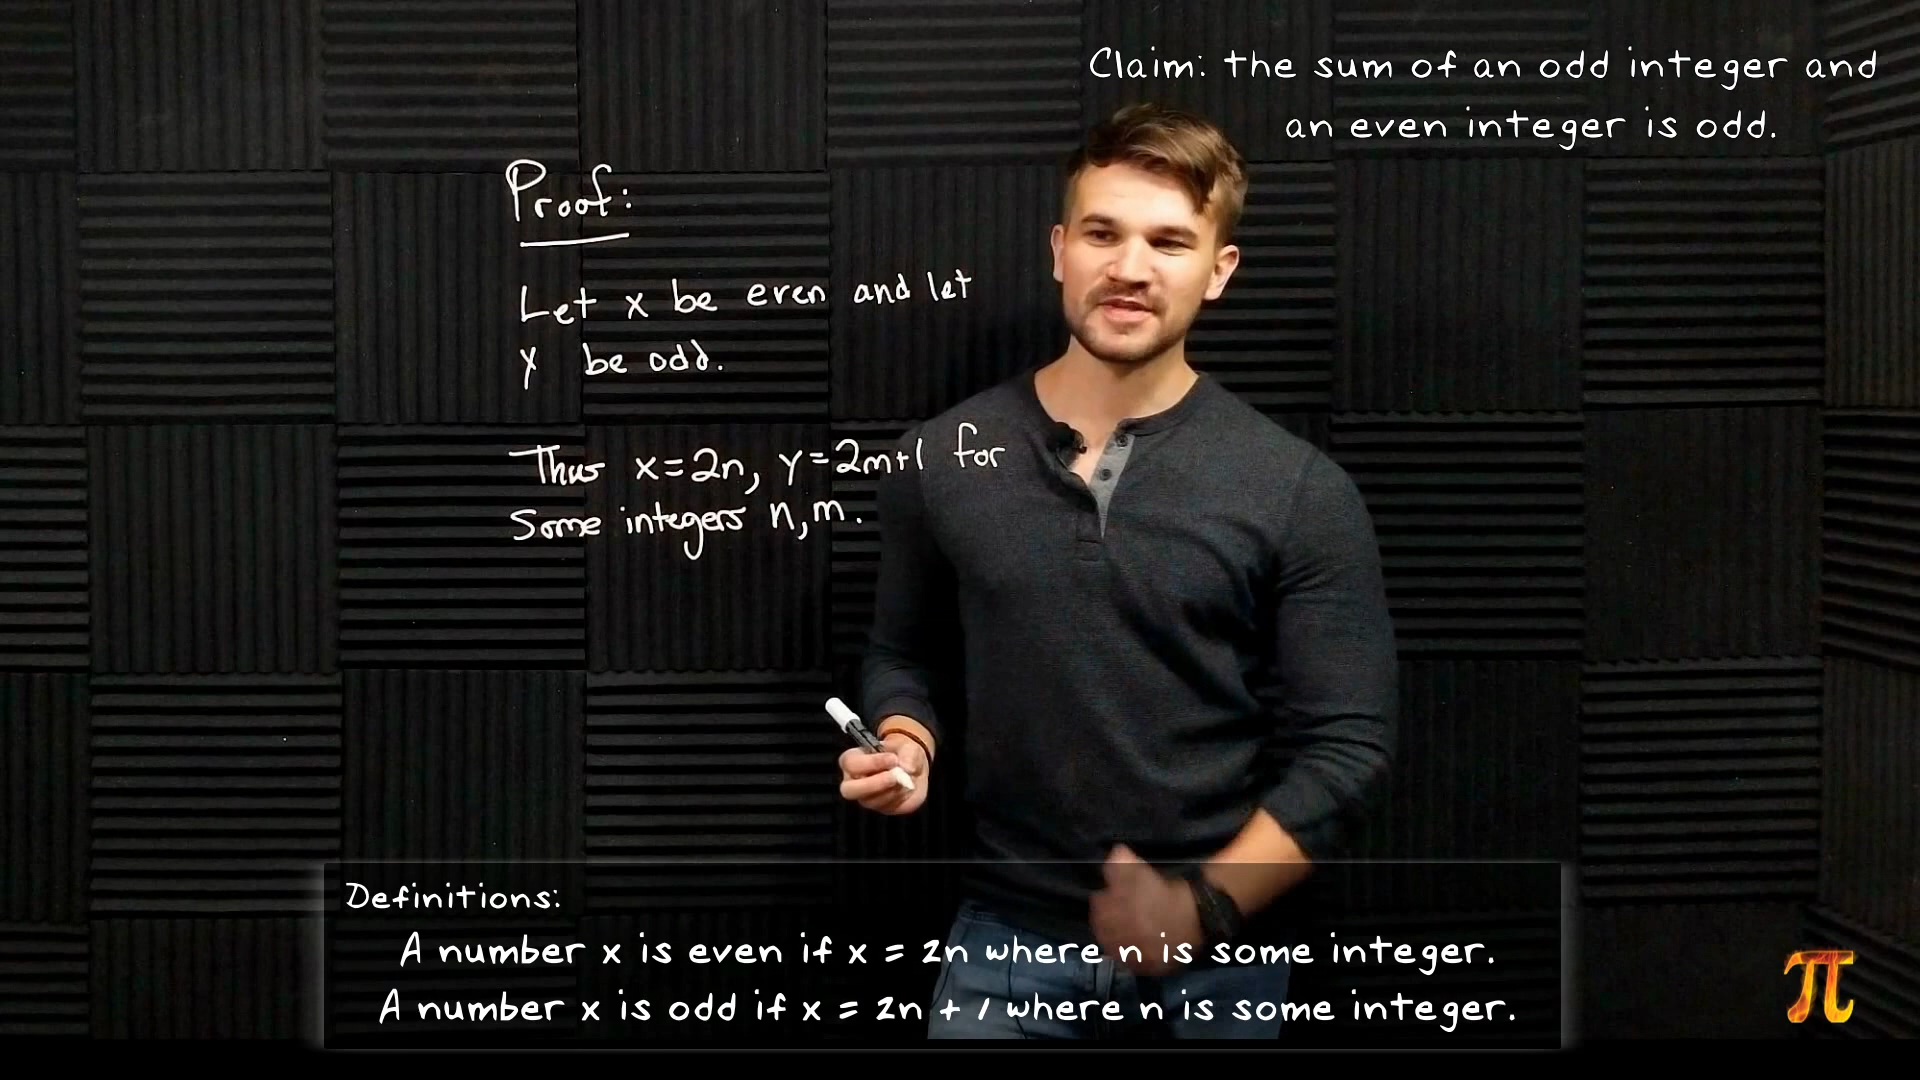 Claim: the sum of an odd integer and
an even integer is odd.
Proof:
Let x be even and let
y be odd.
Thus x=2n, y=2m+1 for
Some integers n,m.
Definitions:
A number x is even if x = 2n where n is some integer.
A number x is odd if x = 2n + 1 where n is some integer.
π